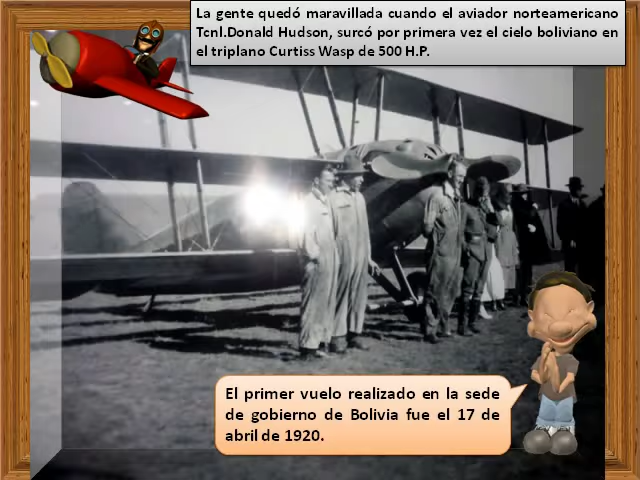 La gente quedó maravillada cuando el aviador norteamericano
Tcnl.Donald Hudson, surcó por primera vez el cielo boliviano en
el triplano Curtiss Wasp de 500 H.P.
El primer vuelo realizado en la sede
de gobierno de Bolivia fue el 17 de
abril de 1920.